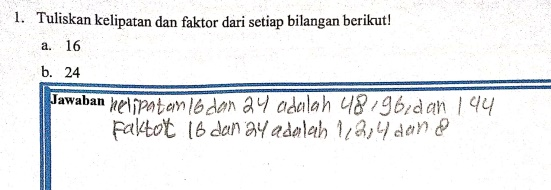 1. Tuliskan kelipatan dan faktor dari setiap bilangan berikut!
a. 16
b. 24
Jawaban kelipatan 16 dan 24 adalah 48, 96, dan 144
Faktot 16 dan 24 adalah 1, 2, 4 dan 8